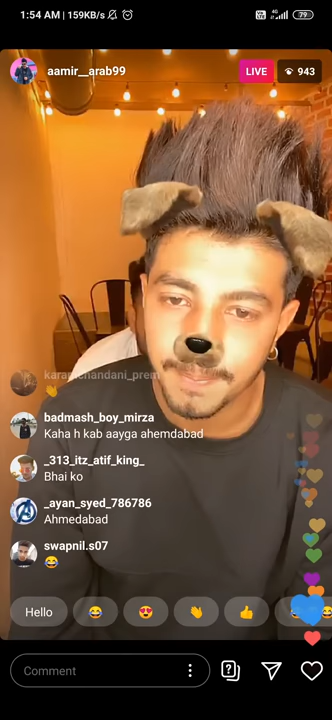 1:54 AM | 159KB/s
79
aamir__arab99
LIVE
943
karamchandani_prem
badmash_boy_mirza
Kaha h kab aayga ahemdabad
_313_itz_atif_king_
Bhai ko
_ayan_syed_786786
Ahmedabad
swapnil.s07
Hello
Comment